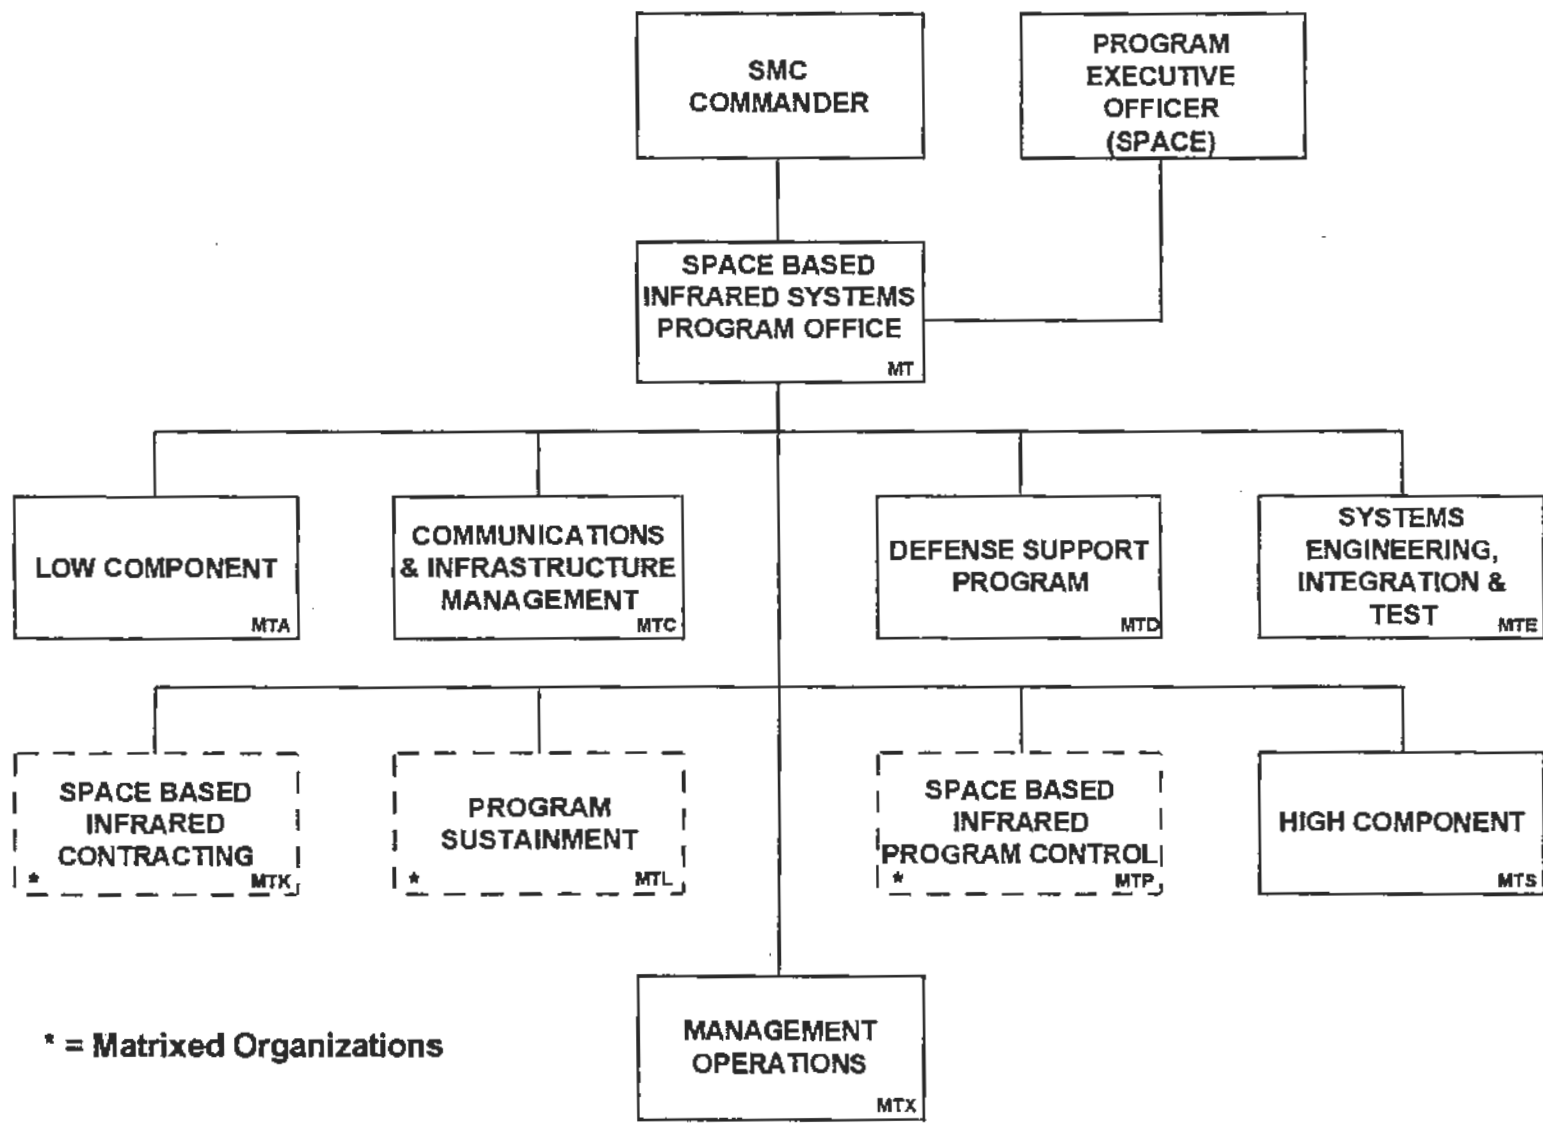 SMC
COMMANDER
PROGRAM
EXECUTIVE
OFFICER
(SPACE)
SPACE BASED
INFRARED SYSTEMS
PROGRAM OFFICE
MT
LOW COMPONENT
MTA
COMMUNICATIONS
& INFRASTRUCTURE
MANAGEMENT
MTC
DEFENSE SUPPORT
PROGRAM
MTD
SYSTEMS
ENGINEERING,
INTEGRATION &
TEST
MTE
SPACE BASED
INFRARED
CONTRACTING
* MTK
PROGRAM
SUSTAINMENT
* MTL
SPACE BASED
INFRARED
PROGRAM CONTROL
* MTP
HIGH COMPONENT
MTS
* = Matrixed Organizations
MANAGEMENT
OPERATIONS
MTX